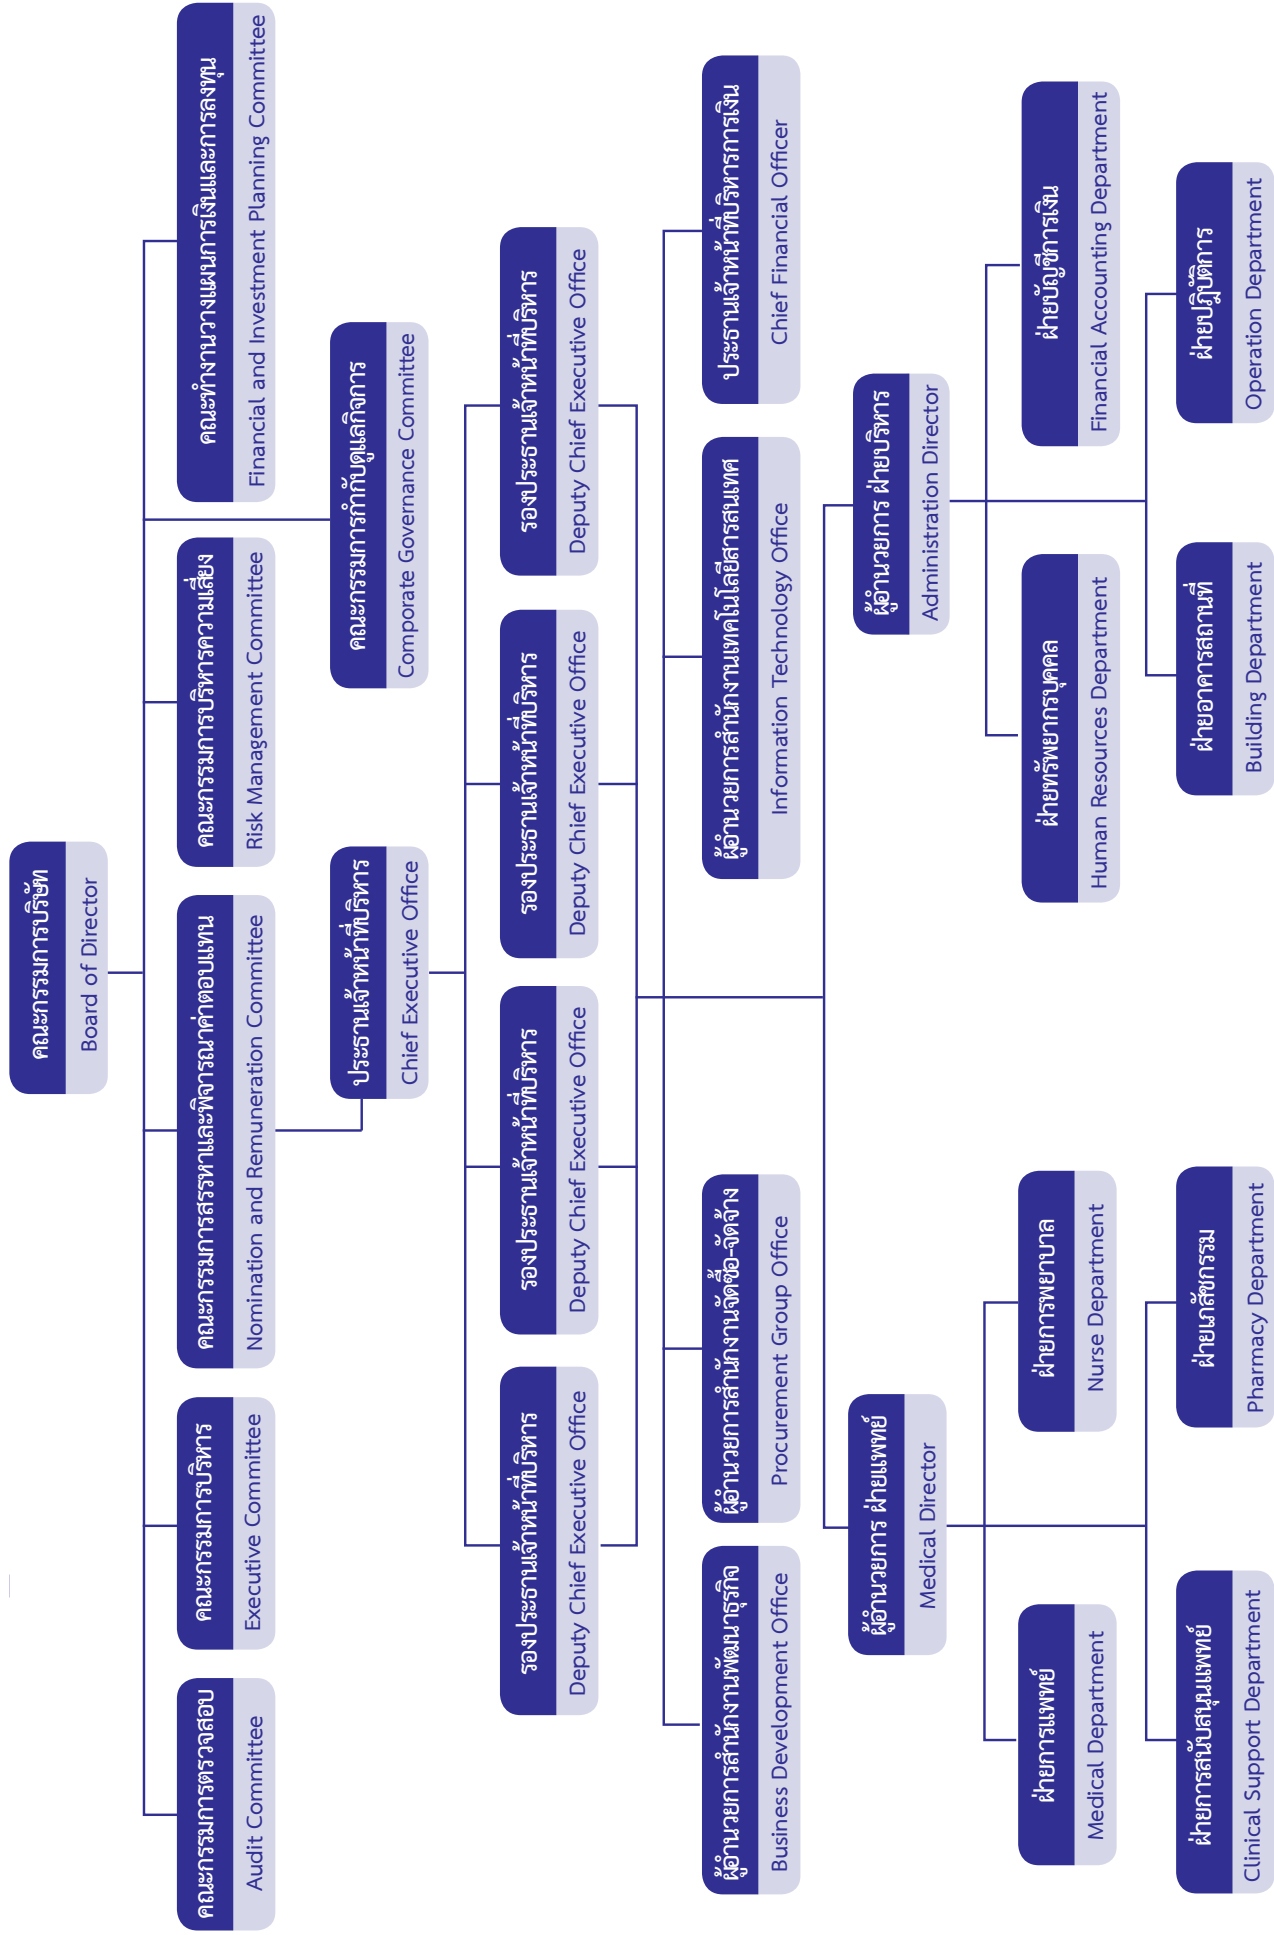 คณะกรรมการบริษัท
Board of Director
คณะกรรมการตรวจสอบ
Audit Committee
คณะกรรมการบริหาร
Executive Committee
คณะกรรมการสรรหาและพิจารณาค่าตอบแทน
Nomination and Remuneration Committee
คณะกรรมการบริหารความเสี่ยง
Risk Management Committee
คณะทำงานวางแผนการเงินและการลงทุน
Financial and Investment Planning Committee
ประธานเจ้าหน้าที่บริหาร
Chief Executive Office
คณะกรรมการกำกับดูแลกิจการ
Comporate Governance Committee
รองประธานเจ้าหน้าที่บริหาร
Deputy Chief Executive Office
รองประธานเจ้าหน้าที่บริหาร
Deputy Chief Executive Office
รองประธานเจ้าหน้าที่บริหาร
Deputy Chief Executive Office
รองประธานเจ้าหน้าที่บริหาร
Deputy Chief Executive Office
ผู้อำนวยการสำนักงานพัฒนาธุรกิจ
Business Development Office
ผู้อำนวยการสำนักงานจัดซื้อ-จัดจ้าง
Procurement Group Office
ผู้อำนวยการสำนักงานเทคโนโลยีสารสนเทศ
Information Technology Office
ประธานเจ้าหน้าที่บริหารการเงิน
Chief Financial Officer
ผู้อำนวยการ ฝ่ายแพทย์
Medical Director
ผู้อำนวยการ ฝ่ายบริหาร
Administration Director
ฝ่ายการแพทย์
Medical Department
ฝ่ายการพยาบาล
Nurse Department
ฝ่ายทรัพยากรบุคคล
Human Resources Department
ฝ่ายบัญชีการเงิน
Financial Accounting Department
ฝ่ายการสนับสนุนแพทย์
Clinical Support Department
ฝ่ายเภสัชกรรม
Pharmacy Department
ฝ่ายอาคารสถานที่
Building Department
ฝ่ายปฏิบัติการ
Operation Department